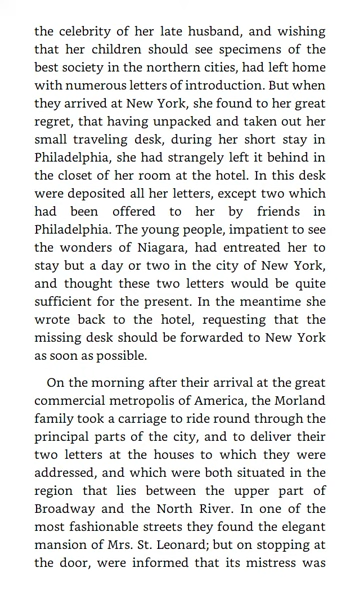 the celebrity of her late husband, and wishing
that her children should see specimens of the
best society in the northern cities, had left home
with numerous letters of introduction. But when
they arrived at New York, she found to her great
regret, that having unpacked and taken out her
small traveling desk, during her short stay in
Philadelphia, she had strangely left it behind in
the closet of her room at the hotel. In this desk
were deposited all her letters, except two which
had been offered to her by friends in
Philadelphia. The young people, impatient to see
the wonders of Niagara, had entreated her to
stay but a day or two in the city of New York,
and thought these two letters would be quite
sufficient for the present. In the meantime she
wrote back to the hotel, requesting that the
missing desk should be forwarded to New York
as soon as possible.
On the morning after their arrival at the great
commercial metropolis of America, the Morland
family took a carriage to ride round through the
principal parts of the city, and to deliver their
two letters at the houses to which they were
addressed, and which were both situated in the
region that lies between the upper part of
Broadway and the North River. In one of the
most fashionable streets they found the elegant
mansion of Mrs. St. Leonard; but on stopping at
the door, were informed that its mistress was